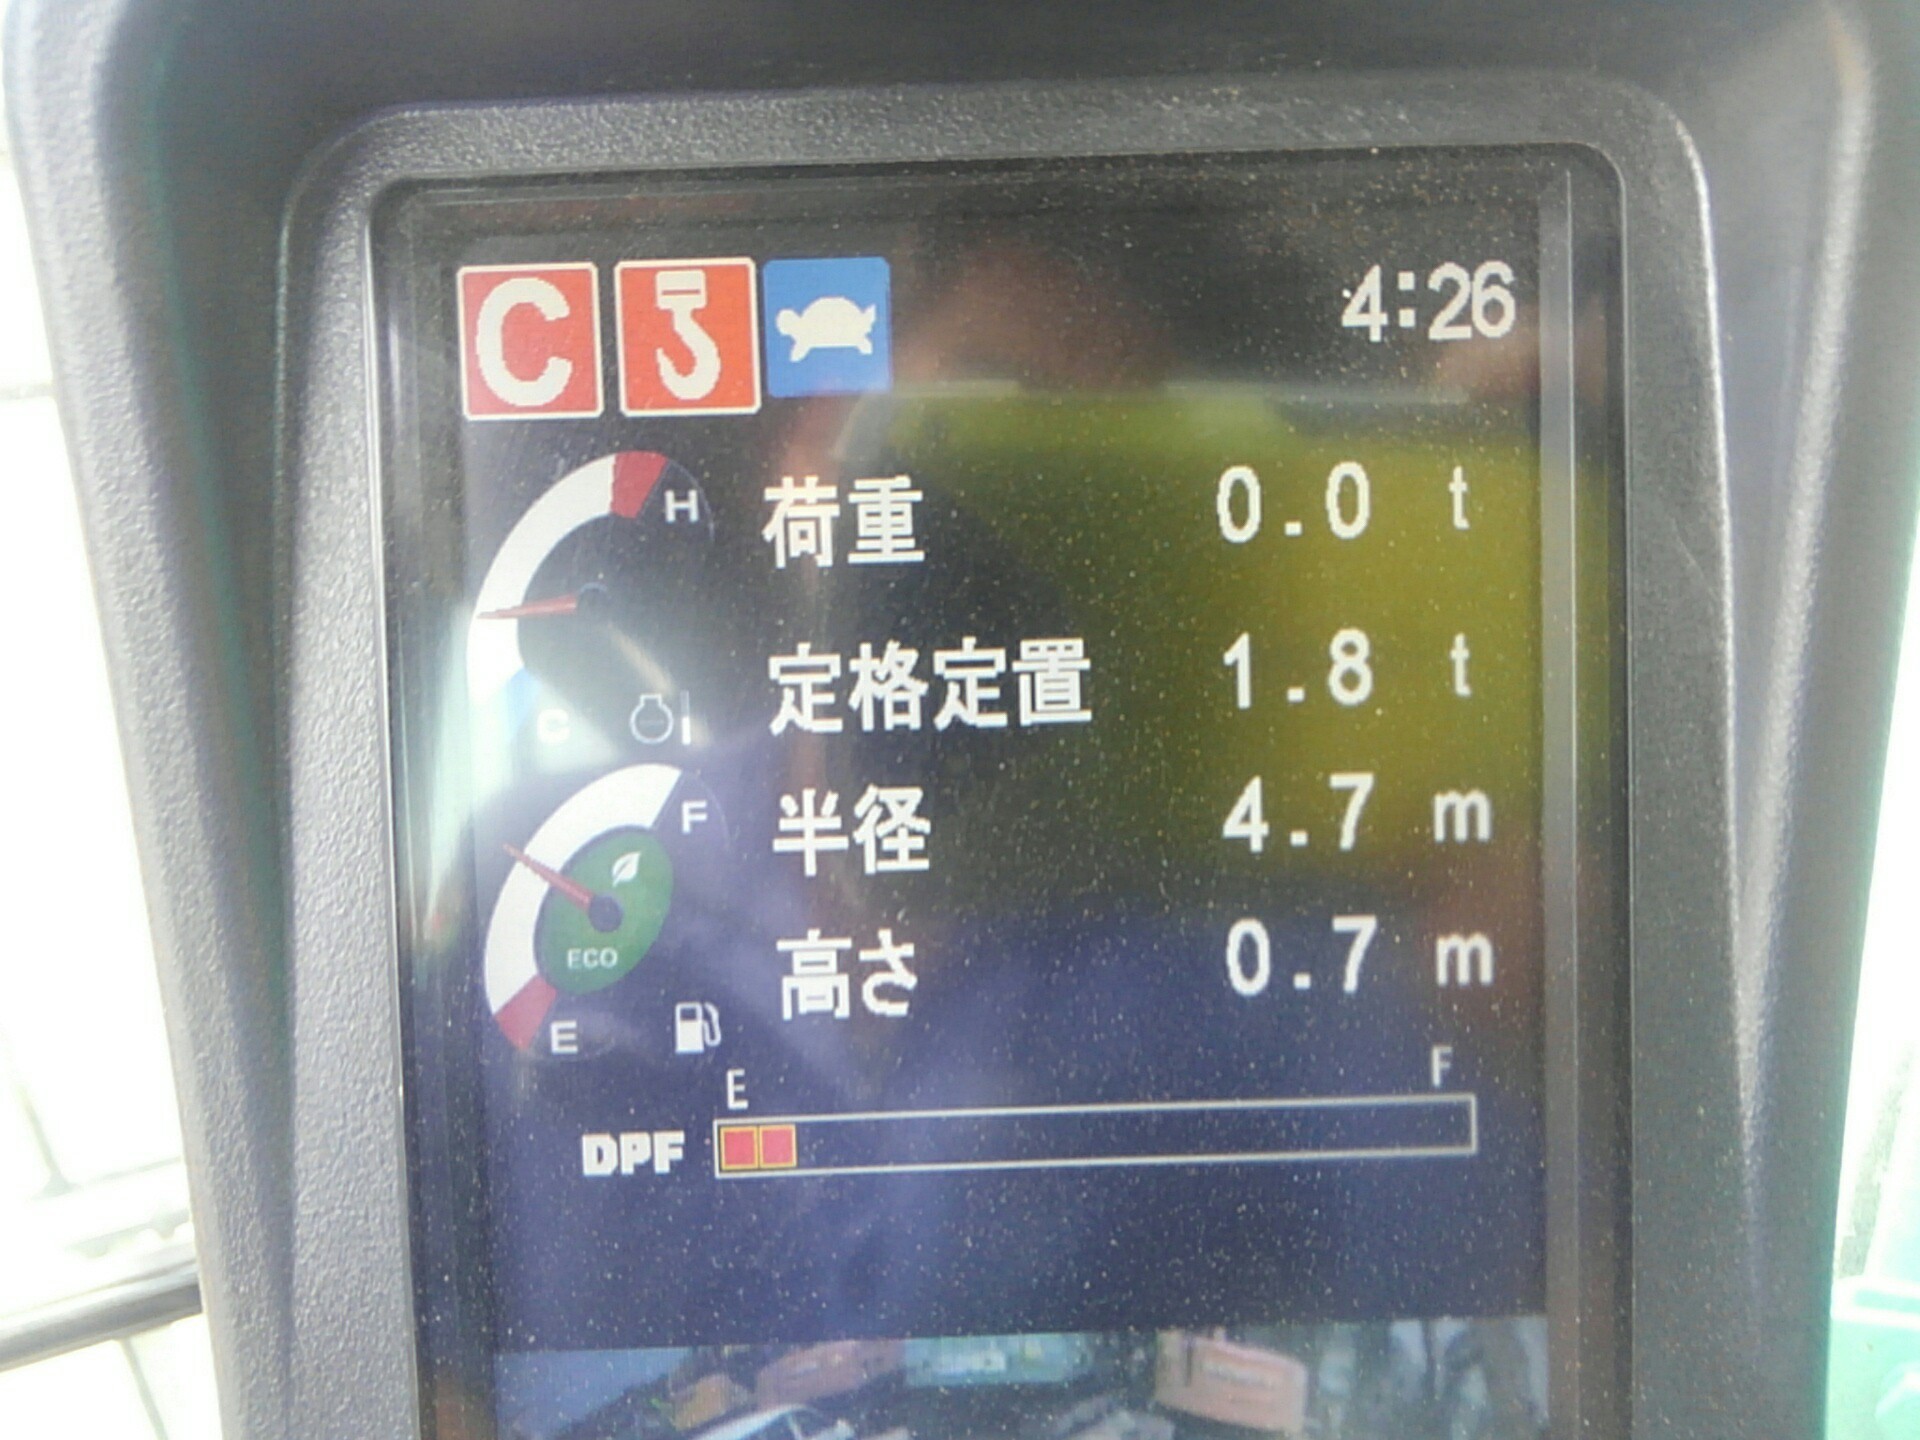 C 4:26
H
荷重 0.0 t
定格定置 1.8 t
C
半径 4.7 m
F
高さ 0.7 m
ECO
E
E F
DPF